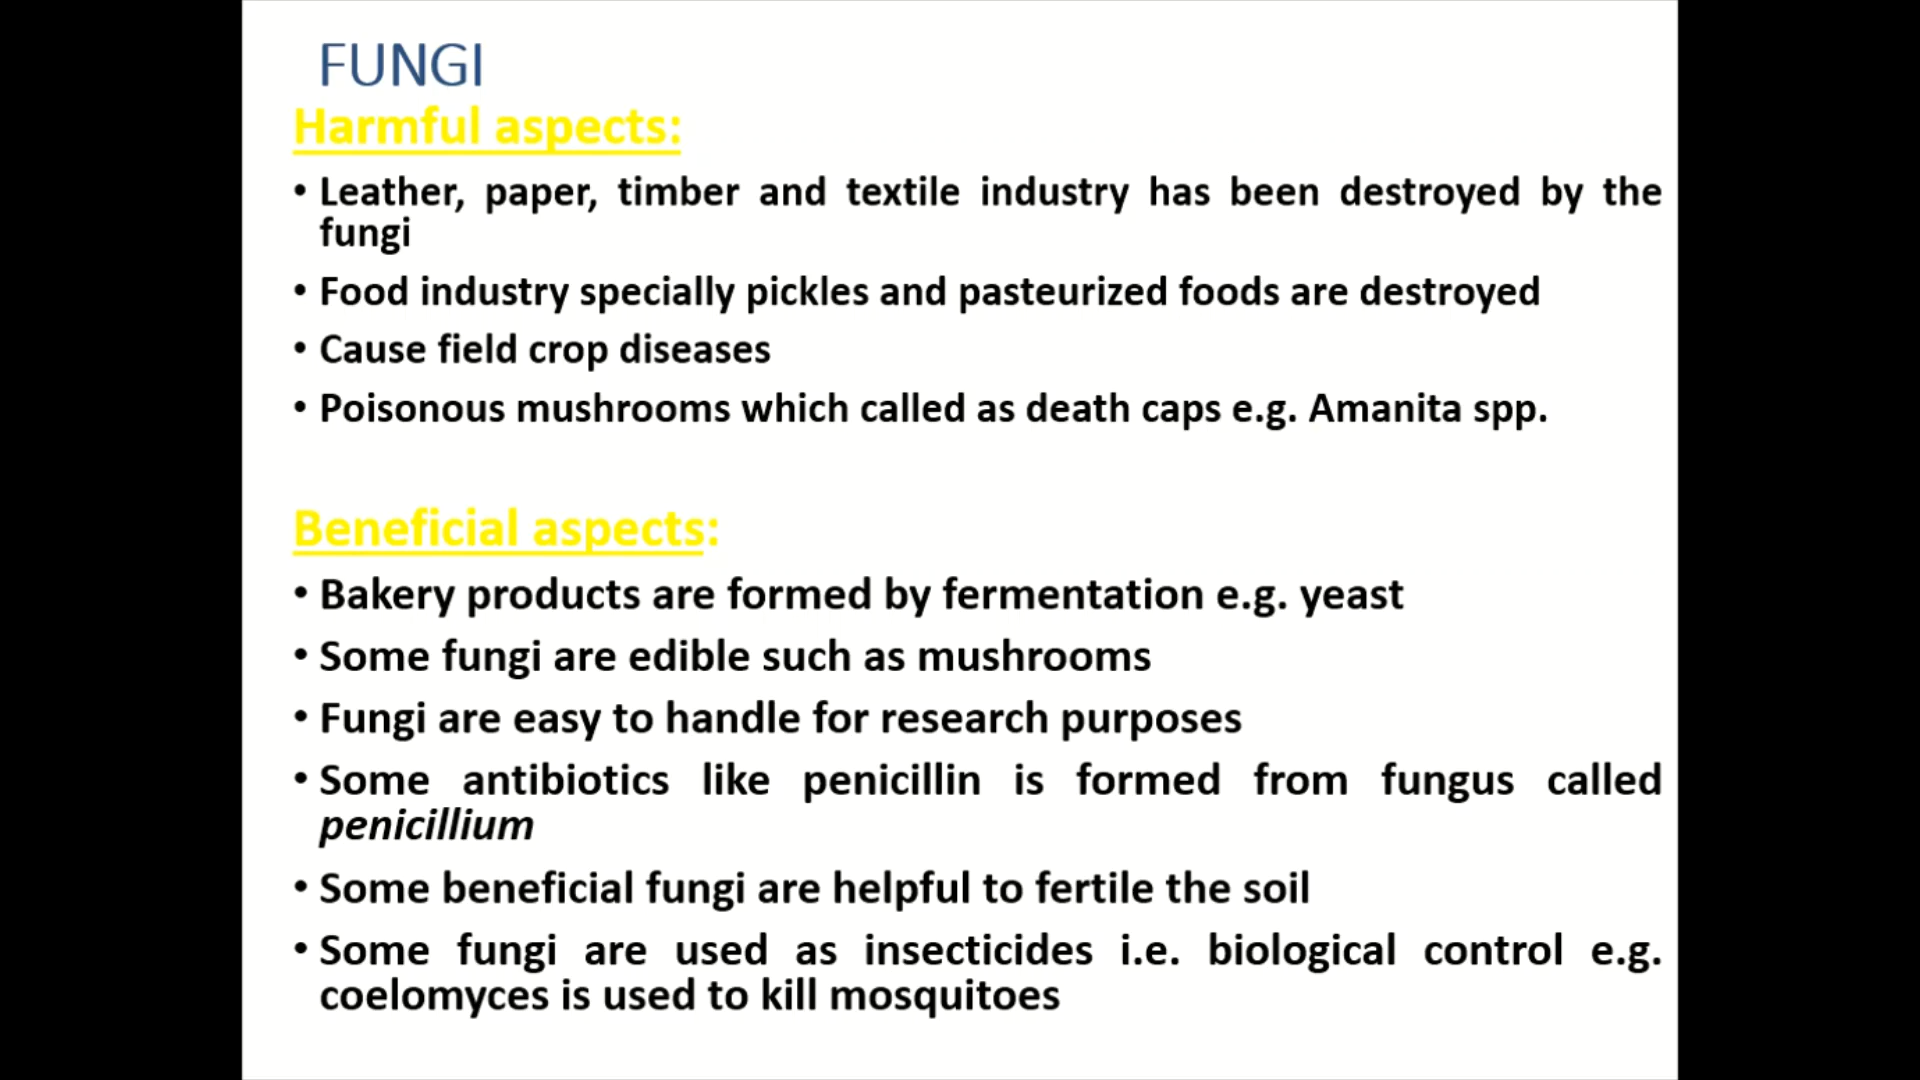 FUNGI
Harmful aspects:
• Leather, paper, timber and textile industry has been destroyed by the
fungi
• Food industry specially pickles and pasteurized foods are destroyed
• Cause field crop diseases
• Poisonous mushrooms which called as death caps e.g. Amanita spp.
Beneficial aspects:
• Bakery products are formed by fermentation e.g. yeast
• Some fungi are edible such as mushrooms
• Fungi are easy to handle for research purposes
• Some antibiotics like penicillin is formed from fungus called
penicillium
• Some beneficial fungi are helpful to fertile the soil
• Some fungi are used as insecticides i.e. biological control e.g.
coelomyces is used to kill mosquitoes